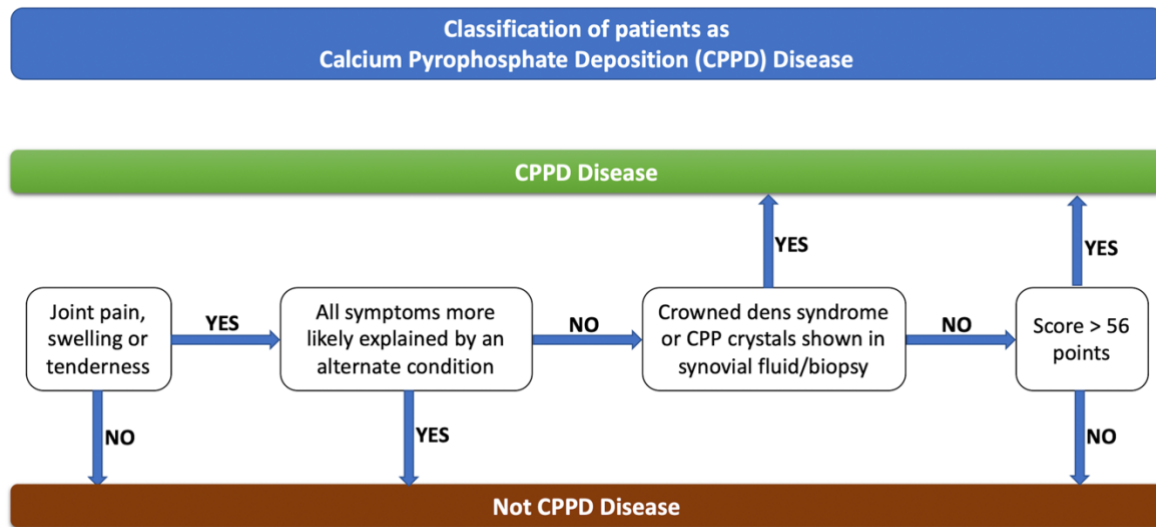 Classification of patients as
Calcium Pyrophosphate Deposition (CPPD) Disease
CPPD Disease
YES
YES
Joint pain,
swelling or
tenderness
YES
All symptoms more
likely explained by an
alternate condition
NO
Crowned dens syndrome
or CPP crystals shown in
synovial fluid/biopsy
NO
Score > 56
points
NO
YES
NO
Not CPPD Disease